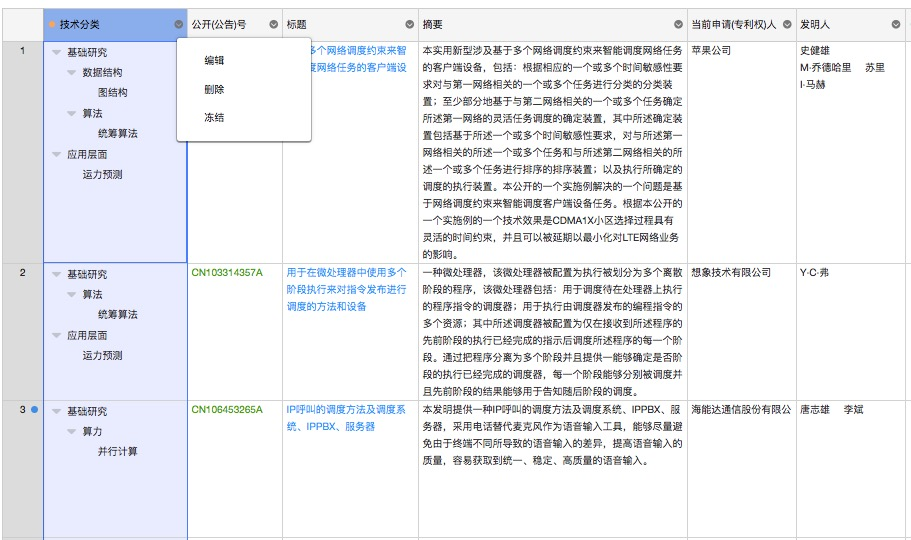 技术分类 公开(公告)号 标题 摘要 当前申请(专利权)人 发明人
编辑
删除
冻结
1
基础研究
数据结构
图结构
算法
统筹算法
应用层面
运力预测
多个网络调度约束来智
度网络任务的客户端设
本实用新型涉及基于多个网络调度约束来智能调度网络任务
的客户端设备，包括：根据相应的一个或多个时间敏感性要
求对与第一网络相关的一个或多个任务进行分类的分类装
置；至少部分地基于与第二网络相关的一个或多个任务确定
所述第一网络的灵活任务调度的确定装置，其中所述确定装
置包括基于所述一个或多个时间敏感性要求，对与所述第一
网络相关的所述一个或多个任务和与所述第二网络相关的所
述一个或多个任务进行排序的排序装置；以及执行所确定的
调度的执行装置。本公开的一个实施例解决的一个问题是基
于网络调度约束来智能调度客户端设备任务。根据本公开的
一个实施例的一个技术效果是CDMA1X小区选择过程具有
灵活的时间约束，并且可以被延期以最小化对LTE网络业务
的影响。
苹果公司
史健雄
M·乔德哈里 苏里
I·马赫
2
基础研究
算法
统筹算法
应用层面
运力预测
CN103314357A
用于在微处理器中使用多个
阶段执行来对指令发布进行
调度的方法和设备
一种微处理器，该微处理器被配置为执行被划分为多个离散
阶段的程序，该微处理器包括：用于调度待在处理器上执行
的程序指令的调度器；用于执行由调度器发布的编程指令的
多个资源；其中所述调度器被配置为仅在接收到所述程序的
先前阶段的执行已经完成的指示后调度所述程序的每一个阶
段。通过把程序分离为多个阶段并且提供一能够确定是否阶
段的执行已经完成的调度器，每一个阶段能够分别被调度并
且先前阶段的结果能够用于告知随后阶段的调度。
想象技术有限公司
Y·C·弗
3
基础研究
算力
并行计算
CN106453265A
IP呼叫的调度方法及调度系
统、IPPBX、服务器
本发明提供一种IP呼叫的调度方法及调度系统、IPPBX、服
务器，采用电话替代麦克风作为语音输入工具，能够尽量避
免由于终端不同所导致的语音输入的差异，提高语音输入的
质量，容易获取到统一、稳定、高质量的语音输入。
海能达通信股份有限公
唐志雄 李斌